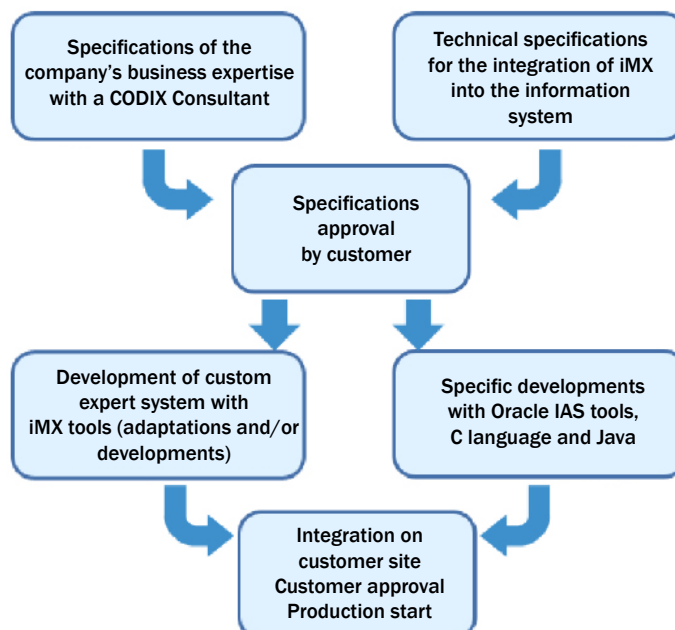 Specifications of the
company's business expertise
with a CODIX Consultant
Technical specifications
for the integration of iMX
into the information
system
Specifications
approval
by customer
Development of custom
expert system with
iMX tools (adaptations and/or
developments)
Specific developments
with Oracle IAS tools,
C language and Java
Integration on
customer site
Customer approval
Production start